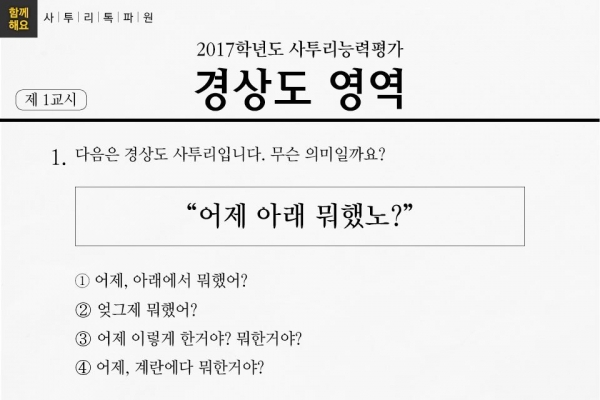 함께
해요
사|투|리|톡|파|원
2017학년도 사투리능력평가
제 1교시
경상도 영역
1. 다음은 경상도 사투리입니다. 무슨 의미일까요?
“어제 아래 뭐했노?”
① 어제, 아래에서 뭐했어?
② 엊그제 뭐했어?
③ 어제 이렇게 한거야? 뭐한거야?
④ 어제, 계란에다 뭐한거야?